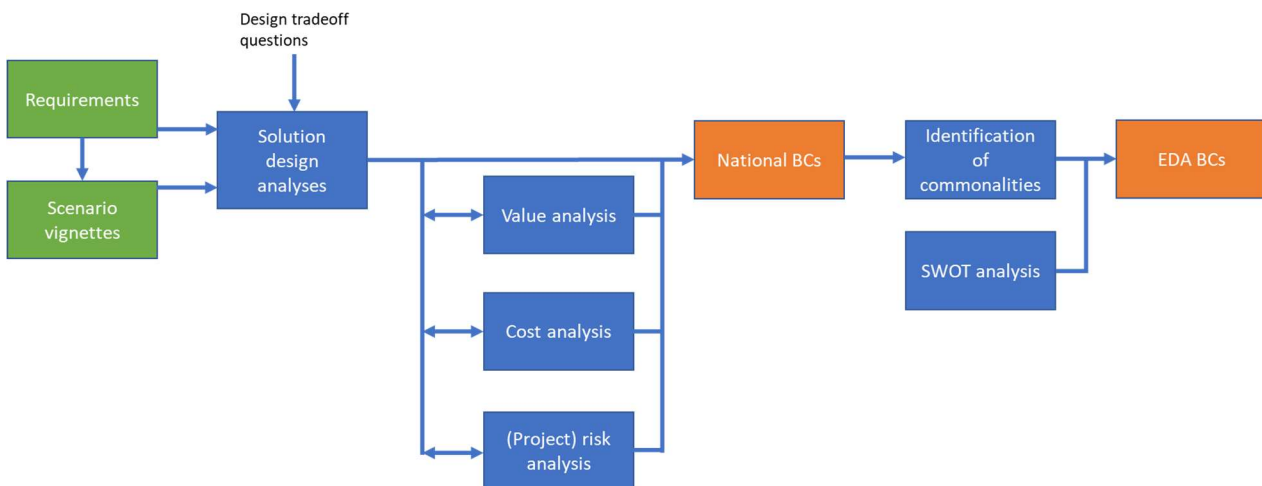 Design tradeoff
questions
Requirements
Solution
design
analyses
Scenario
vignettes
Value analysis
Cost analysis
(Project) risk
analysis
National BCs
Identification
of
commonalities
SWOT analysis
EDA BCs